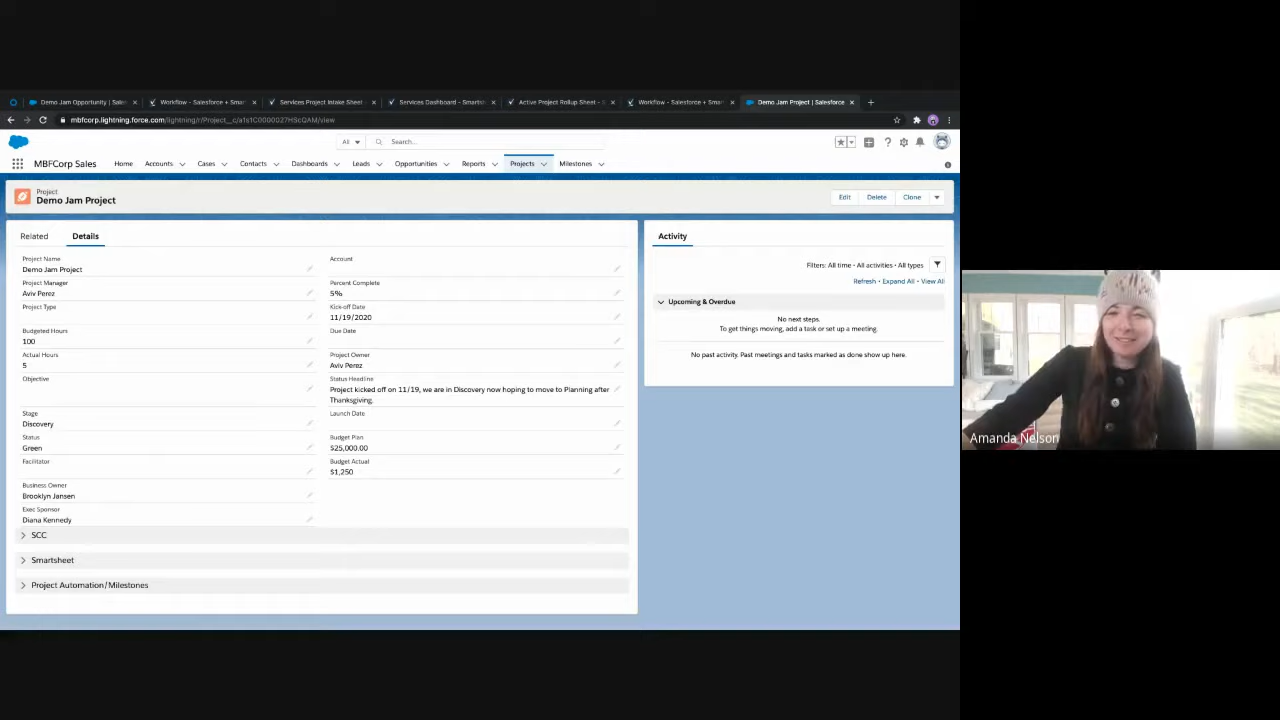 Demo Jam Opportunity | Sales
Workflow - Salesforce + Smar
Services Project Intake Sheet -
Services Dashboard - Smartsh
Active Project Rollup Sheet - S
Workflow - Salesforce + Smart
Demo Jam Project | Salesforce
mbfcorp.lightning.force.com/lightning/r/Project__c/a1s1C0000027HScQAM/view
All
Search...
MBFCorp Sales
Home
Accounts
Cases
Contacts
Dashboards
Leads
Opportunities
Reports
Projects
Milestones
Project
Demo Jam Project
Edit
Delete
Clone
Related
Details
Project Name
Demo Jam Project
Account
Project Manager
Aviv Perez
Percent Complete
5%
Project Type
Kick-off Date
11/19/2020
Budgeted Hours
100
Due Date
Actual Hours
5
Project Owner
Aviv Perez
Objective
Status Headline
Project kicked off on 11/19, we are in Discovery now hoping to move to Planning after
Thanksgiving.
Stage
Discovery
Launch Date
Status
Green
Budget Plan
$25,000.00
Facilitator
Budget Actual
$1,250
Business Owner
Brooklyn Jansen
Exec Sponsor
Diana Kennedy
SCC
Smartsheet
Project Automation/Milestones
Activity
Filters: All time • All activities • All types
Refresh • Expand All • View All
Upcoming & Overdue
No next steps.
To get things moving, add a task or set up a meeting.
No past activity. Past meetings and tasks marked as done show up here.
Amanda Nelson